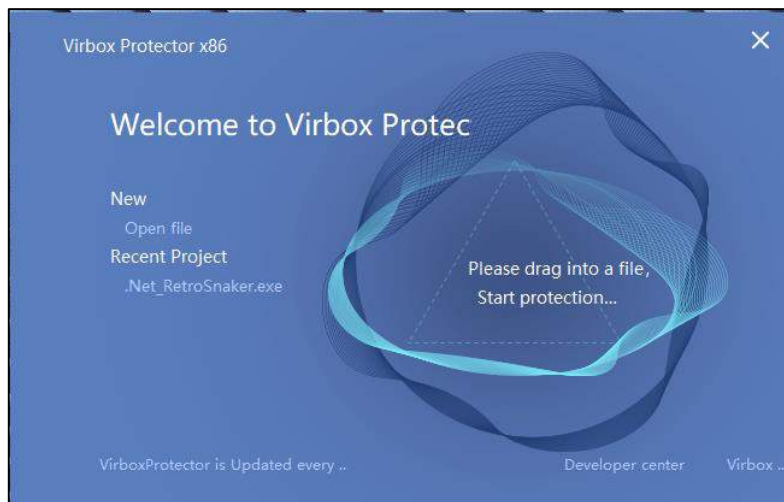 Virbox Protector x86
Welcome to Virbox Protec
New
Open file
Recent Project
.Net_RetroSnaker.exe
Please drag into a file,
Start protection...
VirboxProtector is Updated every ..
Developer center
Virbox ..